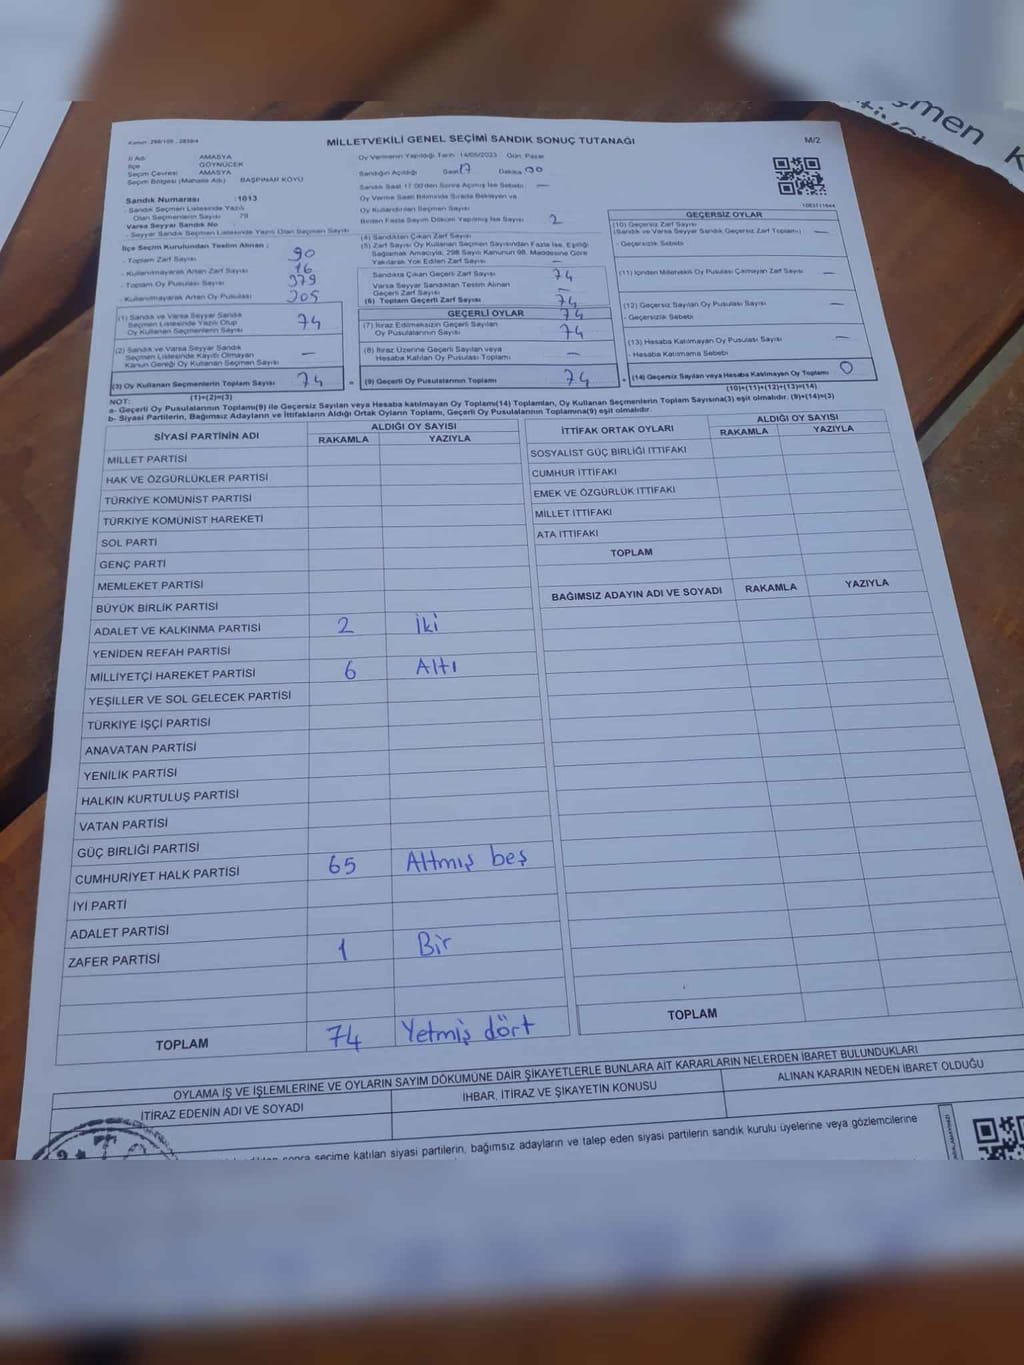 MİLLETVEKİLİ GENEL SEÇİMİ SANDIK SONUÇ TUTANAĞI
M/2
İl Adı AMASYA
İlçe GÖYNÜCEK
Seçim Çevresi AMASYA
Seçim Bölgesi (Mahalle Adı) BAŞPINAR KÖYÜ
Sandık Numarası :1013
- Sandık Seçmen Listesinde Yazılı
Olan Seçmenlerin Sayısı 79
Varsa Seyyar Sandık No
- Seyyar Sandık Seçmen Listesinde Yazılı Olan Seçmen Sayısı
İlçe Seçim Kurulundan Teslim Alınan :
- Toplam Zarf Sayısı 90
- Kullanılmayarak Artan Zarf Sayısı 16
- Toplam Oy Pusulası Sayısı 379
- Kullanılmayarak Artan Oy Pusulası 305
(1) Sandık ve Varsa Seyyar Sandık
Seçmen Listesinde Yazılı Olup
Oy Kullanan Seçmenlerin Sayısı 74
(2) Sandık ve Varsa Seyyar Sandık
Seçmen Listesinde Kayıtlı Olmayan
Kanun Gereği Oy Kullanan Seçmen Sayısı —
(3) Oy Kullanan Seçmenlerin Toplam Sayısı 74
(1)+(2)=(3)
Oy Vermenin Yapıldığı Tarih :14/05/2023 Gün: Pazar
Sandığın Açıldığı Saat 17 Dakika 00
Sandık Saat 17.00'den Sonra Açılmış İse Sebebi: —
Oy Verme Saati Bitiminde Sırada Bekleyen ve
Oy Kullandırılan Seçmen Sayısı
Birden Fazla Sayım Döküm Yapılmış İse Sayısı 2
(4) Sandıktan Çıkan Zarf Sayısı
(5) Zarf Sayısı Oy Kullanan Seçmen Sayısından Fazla İse, Eşitliği
Sağlamak Amacıyla, 298 Sayılı Kanunun 98. Maddesine Göre
Yakılarak Yok Edilen Zarf Sayısı —
Sandıkta Çıkan Geçerli Zarf Sayısı 74
Varsa Seyyar Sandıktan Teslim Alınan
Geçerli Zarf Sayısı —
(6) Toplam Geçerli Zarf Sayısı 74
GEÇERLİ OYLAR 74
(7) İtiraz Edilmeksizin Geçerli Sayılan
Oy Pusulalarının Sayısı 74
(8) İtiraz Üzerine Geçerli Sayılan veya
Hesaba Katılan Oy Pusulası Toplamı —
(9) Geçerli Oy Pusulalarının Toplamı 74
GEÇERSİZ OYLAR
(10) Geçersiz Zarf Sayısı
(Sandık ve Varsa Seyyar Sandık Geçersiz Zarf Toplamı) —
- Geçersizlik Sebebi
(11) İçinden Milletvekili Oy Pusulası Çıkmayan Zarf Sayısı —
(12) Geçersiz Sayılan Oy Pusulası Sayısı —
- Geçersizlik Sebebi
(13) Hesaba Katılmayan Oy Pusulası Sayısı —
- Hesaba Katılmama Sebebi
(14) Geçersiz Sayılan veya Hesaba Katılmayan Oy Toplamı 0
(10)+(11)+(12)+(13)=(14)
NOT:
a- Geçerli Oy Pusulalarının Toplamı(9) ile Geçersiz Sayılan veya Hesaba Katılmayan oy Toplamı(14) Toplamları, Oy Kullanan Seçmenlerin Toplam Sayısına(3) eşit olmalıdır. (9)+(14)=(3)
b- Siyasi Partilerin, Bağımsız Adayların ve İttifakların Aldığı Ortak Oyların Toplamı, Geçerli Oy Pusulalarının Toplamına(9) eşit olmalıdır.
SİYASİ PARTİNİN ADI ALDIĞI OY SAYISI
RAKAMLA YAZIYLA
MİLLET PARTİSİ
HAK VE ÖZGÜRLÜKLER PARTİSİ
TÜRKİYE KOMÜNİST PARTİSİ
TÜRKİYE KOMÜNİST HAREKETİ
SOL PARTİ
GENÇ PARTİ
MEMLEKET PARTİSİ
BÜYÜK BİRLİK PARTİSİ
ADALET VE KALKINMA PARTİSİ 2 İki
YENİDEN REFAH PARTİSİ
MİLLİYETÇİ HAREKET PARTİSİ 6 Altı
YEŞİLLER VE SOL GELECEK PARTİSİ
TÜRKİYE İŞÇİ PARTİSİ
ANAVATAN PARTİSİ
YENİLİK PARTİSİ
HALKIN KURTULUŞ PARTİSİ
VATAN PARTİSİ
GÜÇ BİRLİĞİ PARTİSİ
CUMHURİYET HALK PARTİSİ 65 Altmış beş
İYİ PARTİ
ADALET PARTİSİ
ZAFER PARTİSİ 1 Bir
TOPLAM 74 Yetmiş dört
İTTİFAK ORTAK OYLARI ALDIĞI OY SAYISI
RAKAMLA YAZIYLA
SOSYALİST GÜÇ BİRLİĞİ İTTİFAKI
CUMHUR İTTİFAKI
EMEK VE ÖZGÜRLÜK İTTİFAKI
MİLLET İTTİFAKI
ATA İTTİFAKI
TOPLAM
BAĞIMSIZ ADAYIN ADI VE SOYADI RAKAMLA YAZIYLA
TOPLAM
OYLAMA İŞ VE İŞLEMLERİNE VE OYLARIN SAYIM DÖKÜMÜNE DAİR ŞİKAYETLERLE BUNLARA AİT KARARLARIN NELERDEN İBARET BULUNDUKLARI
İTİRAZ EDENİN ADI VE SOYADI İHBAR, İTİRAZ VE ŞİKAYETİN KONUSU ALINAN KARARIN NEDEN İBARET OLDUĞU
sonra seçime katılan siyasi partilerin, bağımsız adayların ve talep eden siyasi partilerin sandık kurulu üyelerine veya gözlemcilerine